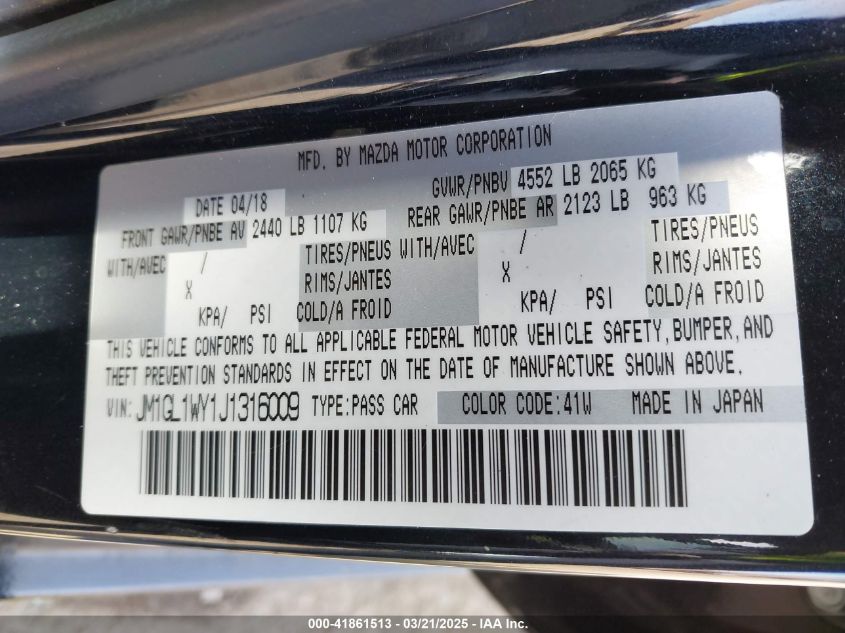 MFD. BY MAZDA MOTOR CORPORATION
DATE 04/18 GVWR/PNBV 4552 LB 2065 KG
FRONT GAWR/PNBE AV 2440 LB 1107 KG REAR GAWR/PNBE AR 2123 LB 963 KG
WITH/AVEC / TIRES/PNEUS WITH/AVEC / TIRES/PNEUS
X RIMS/JANTES X RIMS/JANTES
KPA/ PSI COLD/A FROID KPA/ PSI COLD/A FROID
THIS VEHICLE CONFORMS TO ALL APPLICABLE FEDERAL MOTOR VEHICLE SAFETY, BUMPER, AND
THEFT PREVENTION STANDARDS IN EFFECT ON THE DATE OF MANUFACTURE SHOWN ABOVE.
VIN: JM1GL1WY1J1316009 TYPE:PASS CAR COLOR CODE:41W MADE IN JAPAN
000-41861513 — 03/21/2025 — IAA Inc.